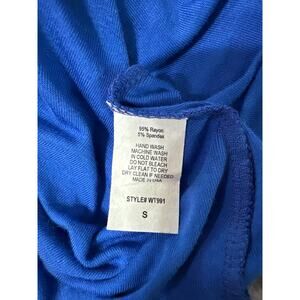 95% Rayon
5% Spandex
HAND WASH
MACHINE WASH
IN COLD WATER
DO NOT BLEACH
LAY FLAT TO DRY
DRY CLEAN IF NEEDED
MADE IN USA
STYLE# WT991
S